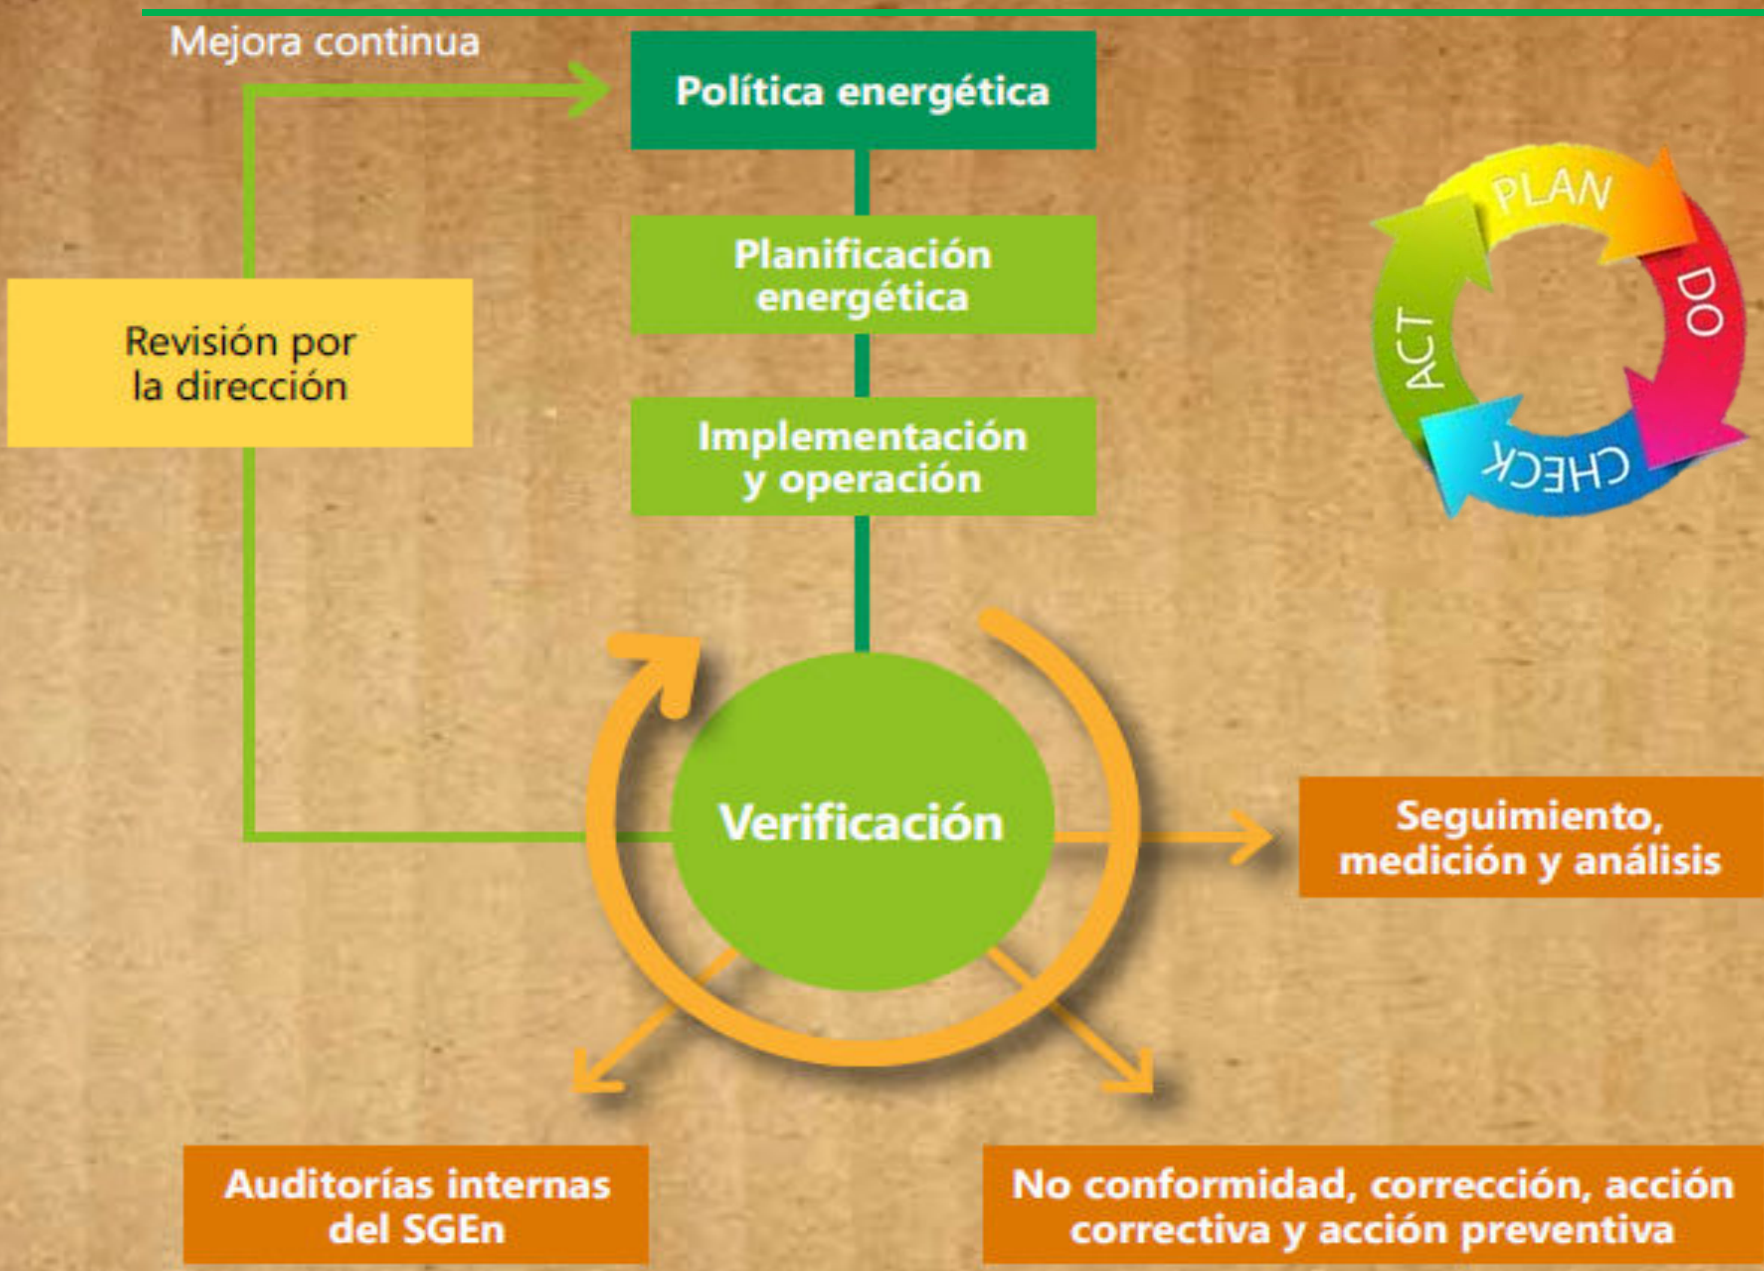 Mejora continua
Política energética
PLAN
DO
CHECK
ACT
Planificación
energética
Revisión por
la dirección
Implementación
y operación
Verificación
Seguimiento,
medición y análisis
Auditorías internas
del SGEn
No conformidad, corrección, acción
correctiva y acción preventiva